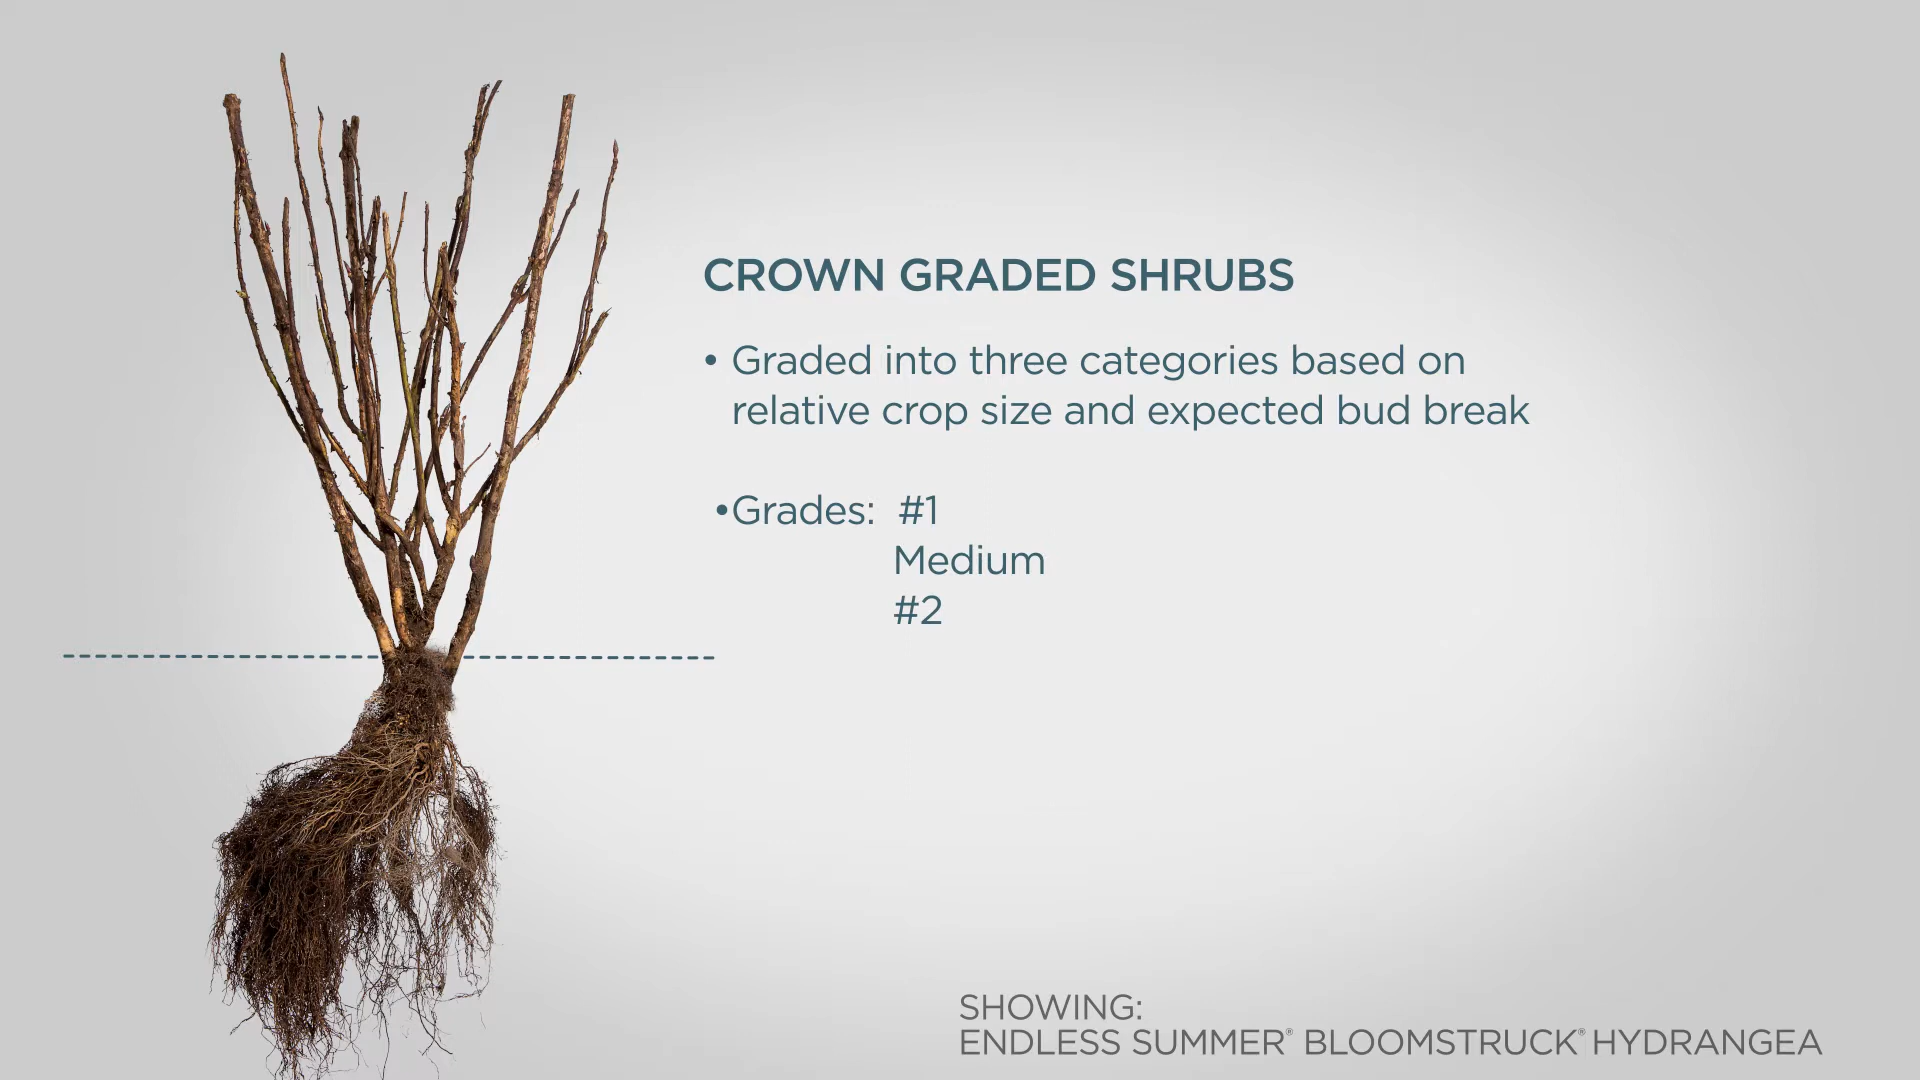 CROWN GRADED SHRUBS
• Graded into three categories based on
relative crop size and expected bud break
•Grades: #1
Medium
#2
SHOWING:
ENDLESS SUMMER® BLOOMSTRUCK® HYDRANGEA